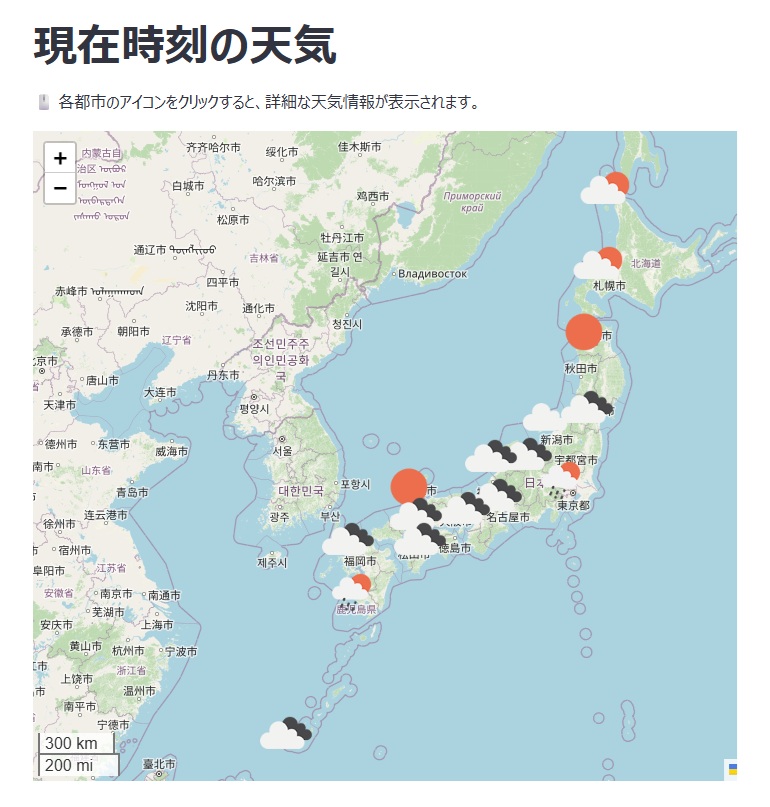 現在時刻の天気
各都市のアイコンをクリックすると、詳細な天気情報が表示されます。
+
−
内蒙古自
治区
齐齐哈尔市
绥化市
佳木斯市
白城市
哈尔滨市
鸡西市
Приморский
край
松原市
牡丹江市
通辽市
吉林省
延吉市 연
길시
Владивосток
北海道
札幌市
赤峰市
四平市
沈阳市
通化市
청진시
承德市
朝阳市
辽宁省
조선민주주
의인민공화
국
秋田市
唐山市
丹东市
天津市
大连市
평양시
德州市
东营市
威海市
서울
新潟市
宇都宮市
山东省
青岛市
대한민국
포항시
东京都
连云港市
광주
부산
名古屋市
徐州市
徳島市
宿州市
제주시
福岡市
松山市
阜阳市
江苏省
安徽省
南京市
南通市
鹿児島県
芜湖市
安庆市
上海市
黄山市
杭州市
宁波市
浙江省
上饶市
温州市
南平市
宁德市
300 km
200 mi
臺北市